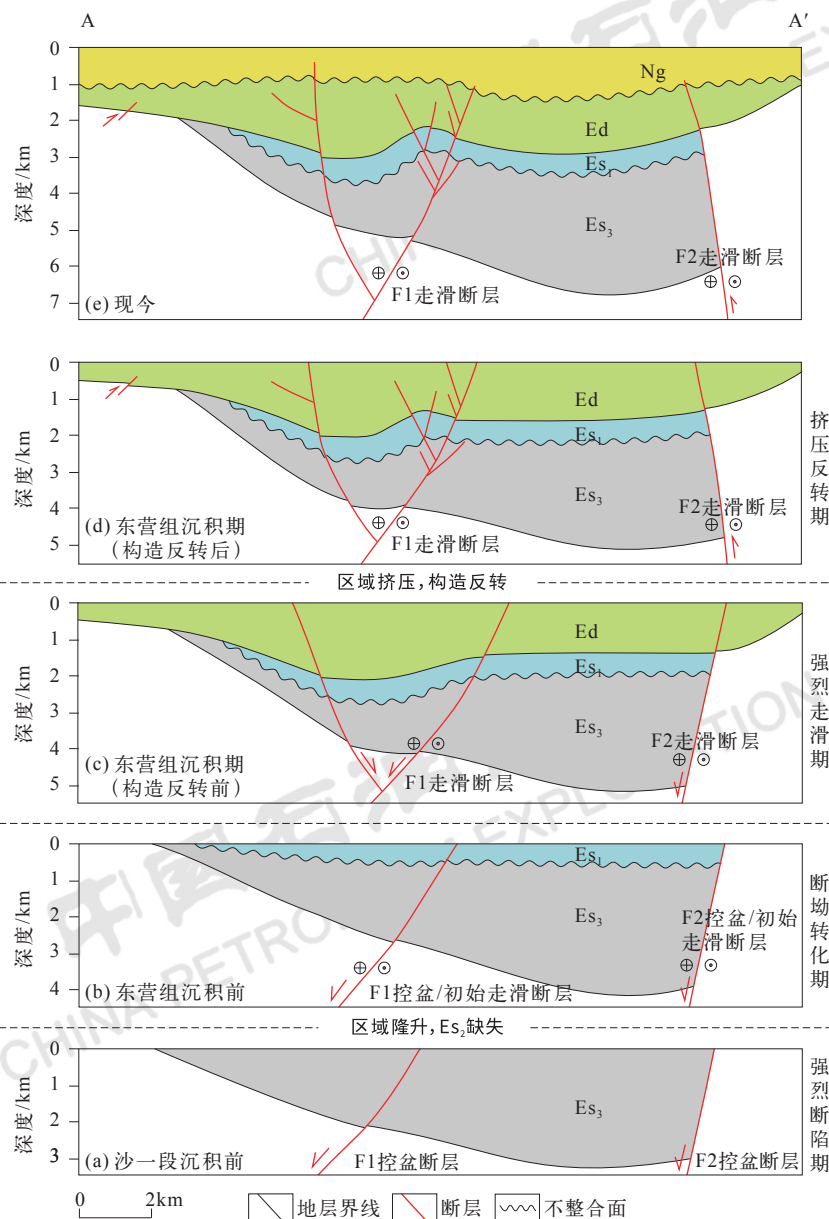 A A′
0
1
2
3
4
5
6
7
深度/km
Ng
Ed
Es₁
Es₃
F1走滑断层
F2走滑断层
(e) 现今
0
1
2
3
4
5
深度/km
Ed
Es₁
Es₃
F1走滑断层
F2走滑断层
(d) 东营组沉积期
(构造反转后)
挤压反转期
区域挤压,构造反转
0
1
2
3
4
5
深度/km
Ed
Es₁
Es₃
F2走滑断层
F1走滑断层
(c) 东营组沉积期
(构造反转前)
强烈走滑期
0
1
2
3
4
深度/km
Es₁
Es₃
F2控盆/初始
走滑断层
F1控盆/初始走滑断层
(b) 东营组沉积前
断坳转化期
区域隆升,Es₂缺失
0
1
2
3
深度/km
Es₃
F1控盆断层
F2控盆断层
(a) 沙一段沉积前
强烈断陷期
0 2km
地层界线 断层 不整合面